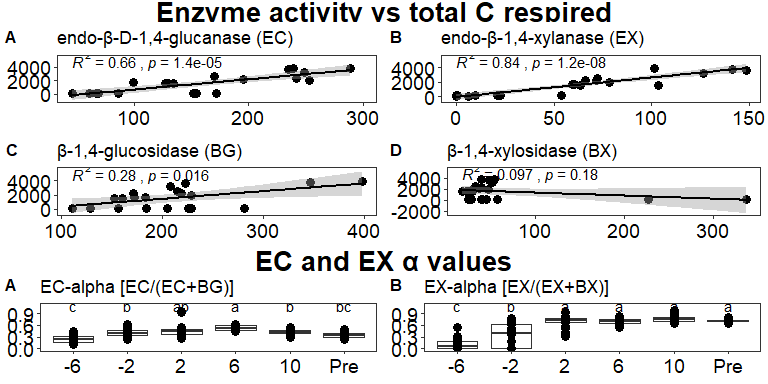 Enzyme activity vs total C respired
A endo-β-D-1,4-glucanase (EC)
R² = 0.66 , p = 1.4e-05
4000
2000
0
100 200 300
B endo-β-1,4-xylanase (EX)
R² = 0.84 , p = 1.2e-08
4000
2000
0
0 50 100 150
C β-1,4-glucosidase (BG)
R² = 0.28 , p = 0.016
4000
2000
0
100 200 300 400
D β-1,4-xylosidase (BX)
R² = 0.097 , p = 0.18
4000
2000
0
-2000
100 200 300
EC and EX α values
A EC-alpha [EC/(EC+BG)]
c b ab a b bc
0.9
0.6
0.3
0.0
-6 -2 2 6 10 Pre
B EX-alpha [EX/(EX+BX)]
c b a a a a
0.9
0.6
0.3
0.0
-6 -2 2 6 10 Pre